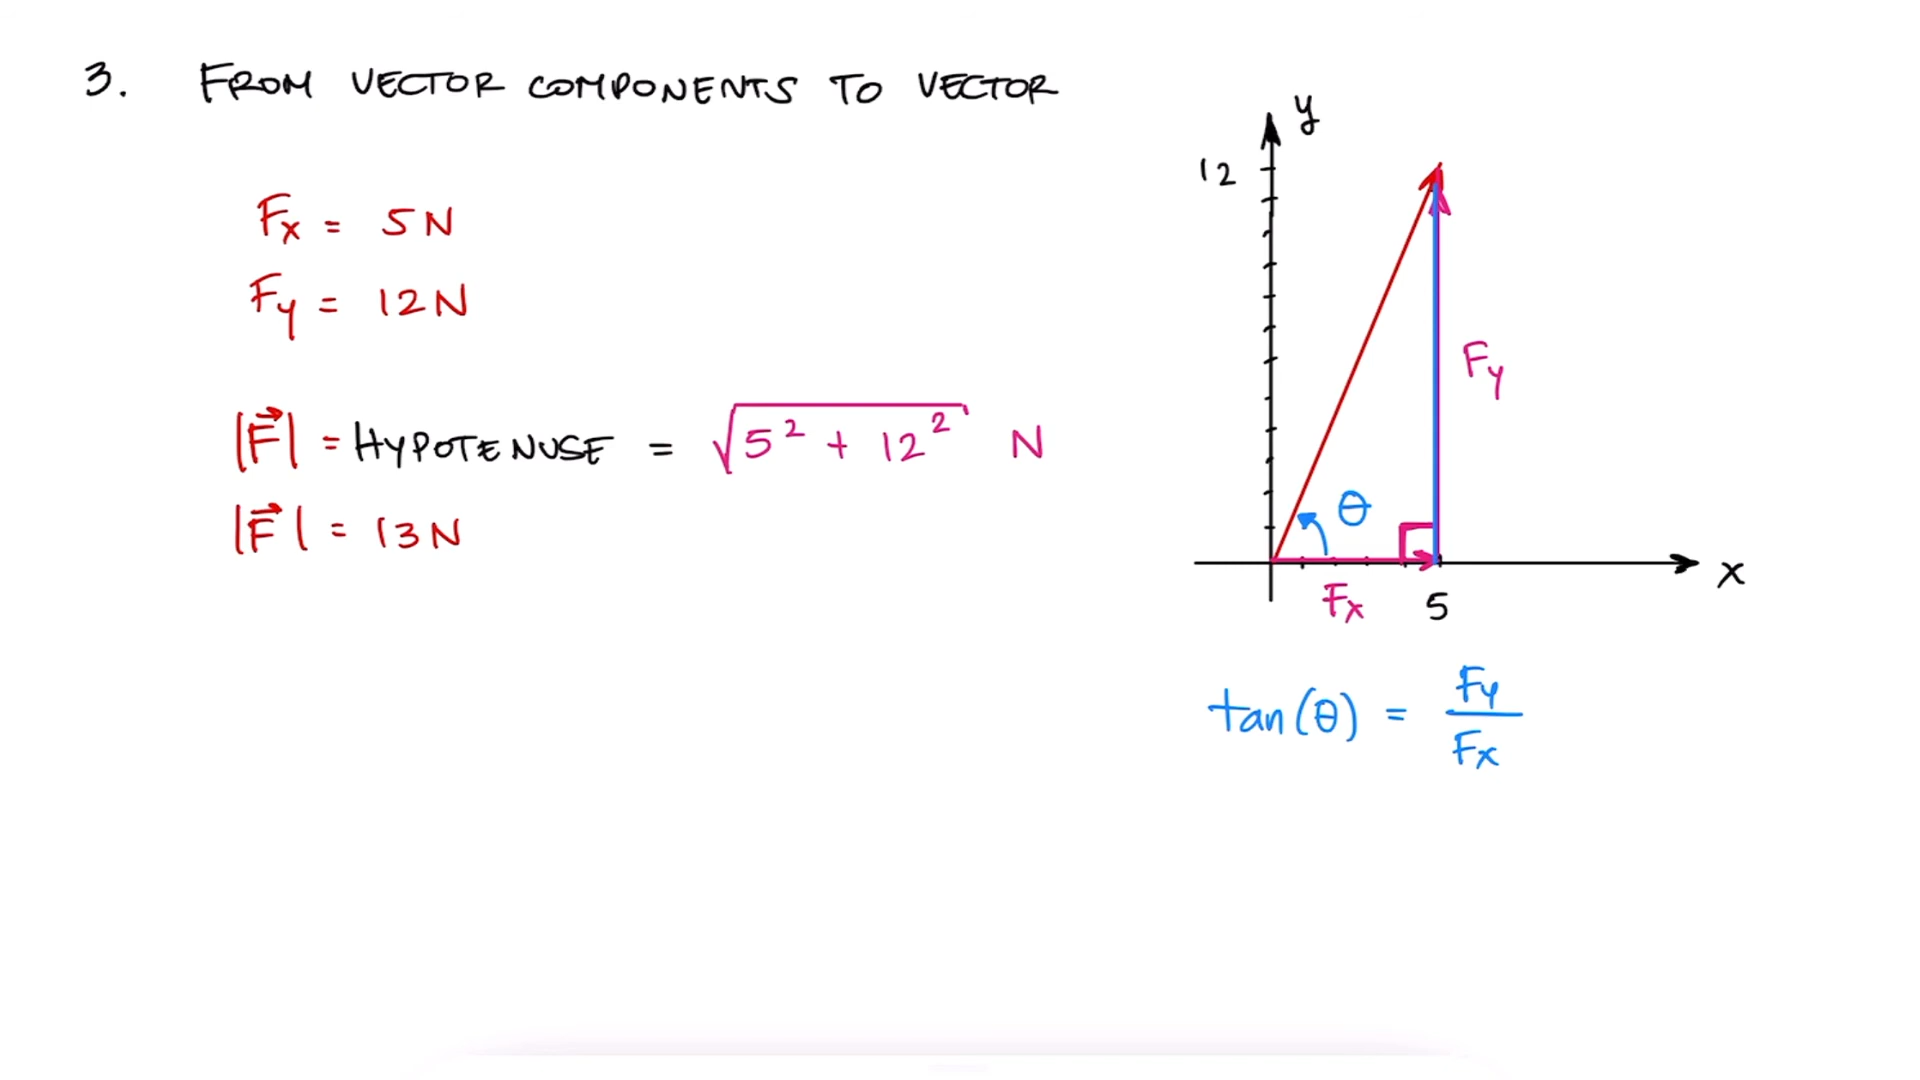 3. FROM VECTOR COMPONENTS TO VECTOR
Fx = 5N
Fy = 12N
|F⃗| = HYPOTENUSE = √(5² + 12²) N
|F⃗| = 13N
y
12
Fy
θ
x
Fx
5
tan(θ) = Fy/Fx